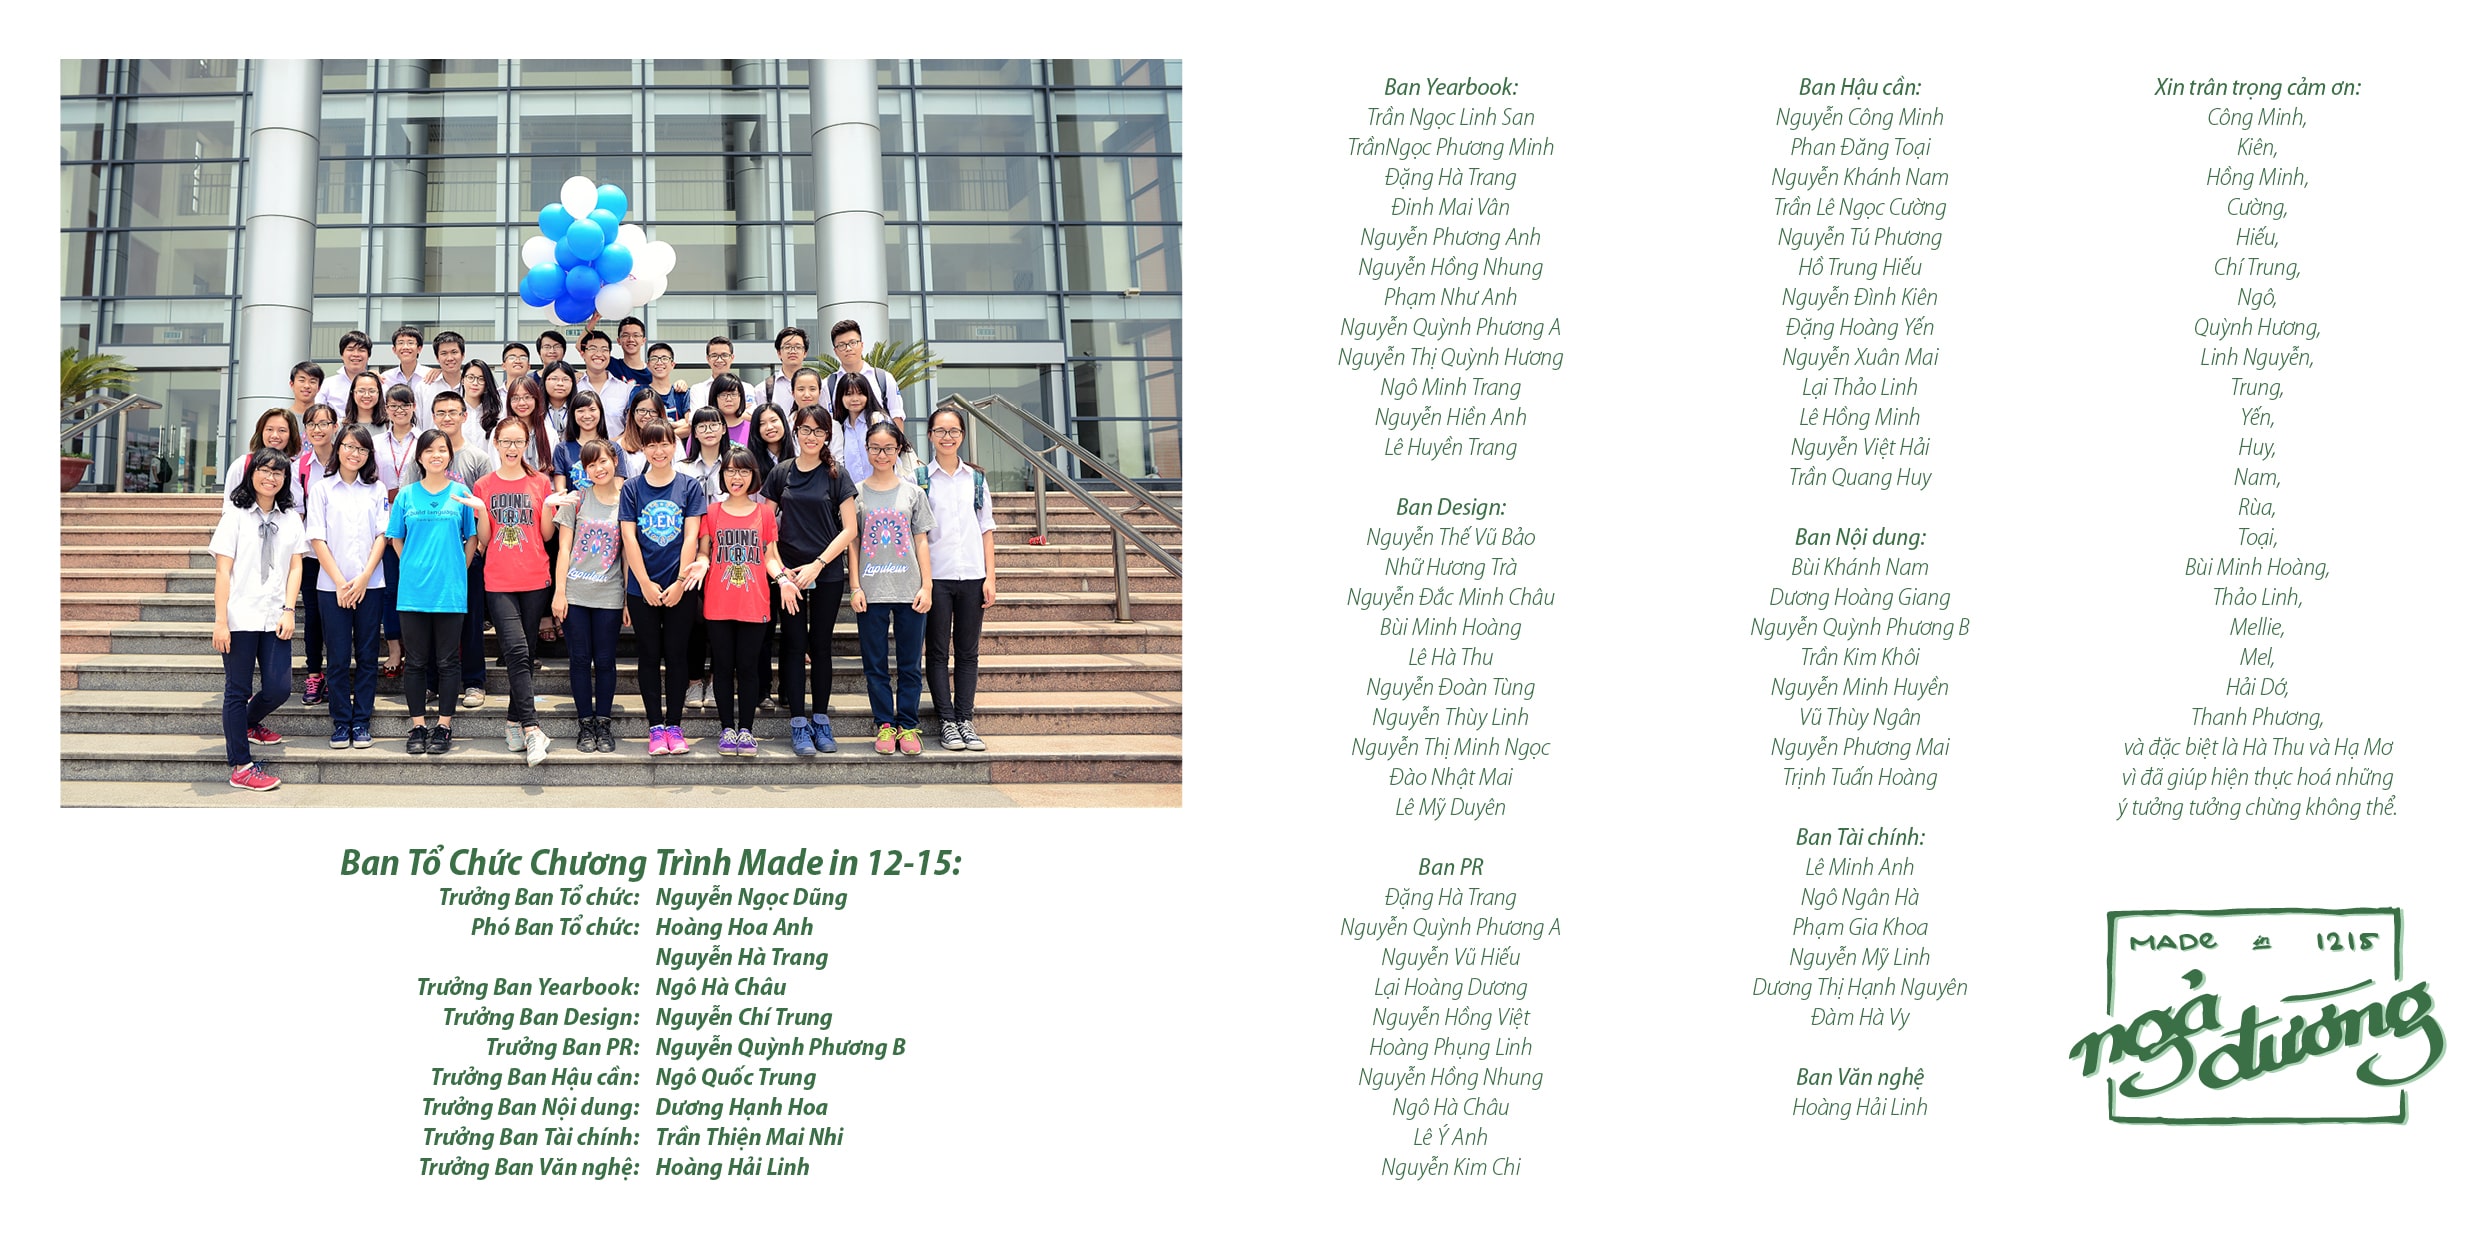 Ban Tổ Chức Chương Trình Made in 12-15:
Trưởng Ban Tổ chức: Nguyễn Ngọc Dũng
Phó Ban Tổ chức: Hoàng Hoa Anh
Nguyễn Hà Trang
Trưởng Ban Yearbook: Ngô Hà Châu
Trưởng Ban Design: Nguyễn Chí Trung
Trưởng Ban PR: Nguyễn Quỳnh Phương B
Trưởng Ban Hậu cần: Ngô Quốc Trung
Trưởng Ban Nội dung: Dương Hạnh Hoa
Trưởng Ban Tài chính: Trần Thiện Mai Nhi
Trưởng Ban Văn nghệ: Hoàng Hải Linh
Ban Yearbook:
Trần Ngọc Linh San
TrầnNgọc Phương Minh
Đặng Hà Trang
Đinh Mai Vân
Nguyễn Phương Anh
Nguyễn Hồng Nhung
Phạm Như Anh
Nguyễn Quỳnh Phương A
Nguyễn Thị Quỳnh Hương
Ngô Minh Trang
Nguyễn Hiền Anh
Lê Huyền Trang
Ban Design:
Nguyễn Thế Vũ Bảo
Nhữ Hương Trà
Nguyễn Đắc Minh Châu
Bùi Minh Hoàng
Lê Hà Thu
Nguyễn Đoàn Tùng
Nguyễn Thùy Linh
Nguyễn Thị Minh Ngọc
Đào Nhật Mai
Lê Mỹ Duyên
Ban PR
Đặng Hà Trang
Nguyễn Quỳnh Phương A
Nguyễn Vũ Hiếu
Lại Hoàng Dương
Nguyễn Hồng Việt
Hoàng Phụng Linh
Nguyễn Hồng Nhung
Ngô Hà Châu
Lê Ý Anh
Nguyễn Kim Chi
Ban Hậu cần:
Nguyễn Công Minh
Phan Đăng Toại
Nguyễn Khánh Nam
Trần Lê Ngọc Cường
Nguyễn Tú Phương
Hồ Trung Hiếu
Nguyễn Đình Kiên
Đặng Hoàng Yến
Nguyễn Xuân Mai
Lại Thảo Linh
Lê Hồng Minh
Nguyễn Việt Hải
Trần Quang Huy
Ban Nội dung:
Bùi Khánh Nam
Dương Hoàng Giang
Nguyễn Quỳnh Phương B
Trần Kim Khôi
Nguyễn Minh Huyền
Vũ Thùy Ngân
Nguyễn Phương Mai
Trịnh Tuấn Hoàng
Ban Tài chính:
Lê Minh Anh
Ngô Ngân Hà
Phạm Gia Khoa
Nguyễn Mỹ Linh
Dương Thị Hạnh Nguyên
Đàm Hà Vy
Ban Văn nghệ
Hoàng Hải Linh
Xin trân trọng cảm ơn:
Công Minh,
Kiên,
Hồng Minh,
Cường,
Hiếu,
Chí Trung,
Ngô,
Quỳnh Hương,
Linh Nguyễn,
Trung,
Yến,
Huy,
Nam,
Rùa,
Toại,
Bùi Minh Hoàng,
Thảo Linh,
Mellie,
Mel,
Hải Dớ,
Thanh Phương,
và đặc biệt là Hà Thu và Hạ Mơ
vì đã giúp hiện thực hoá những
ý tưởng tưởng chừng không thể.
MADE in 1215
ngả
đường
GOING
VIRAL
LEN
Lapuleux
GOING
VIRAL
Lapuleux